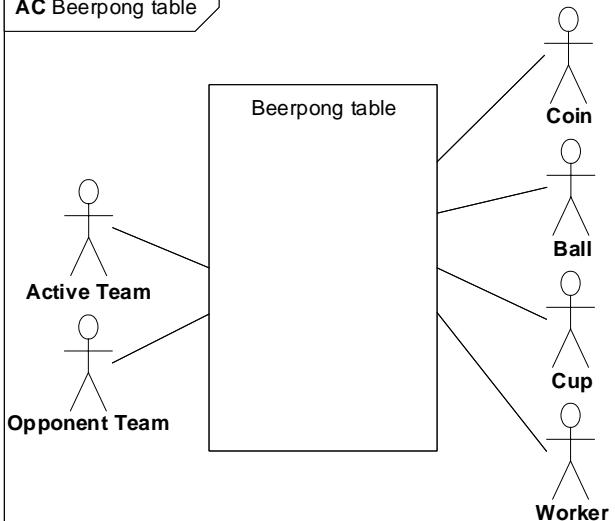 AC Beerpong table
Beerpong table
Coin
Ball
Active Team
Cup
Opponent Team
Worker